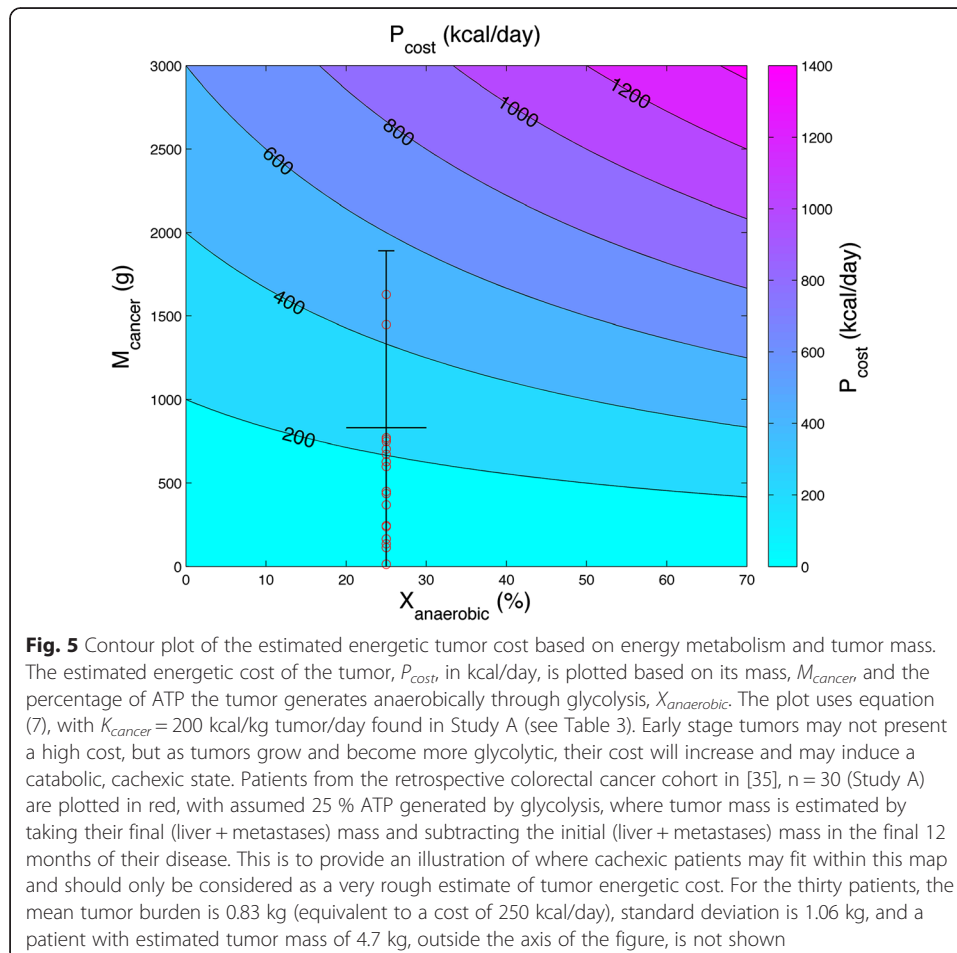 P_cost (kcal/day)
3000
2500
2000
1500
1000
500
0
M_cancer (g)
200
400
600
800
1000
1200
0 10 20 30 40 50 60 70
X_anaerobic (%)
1400
1200
1000
800
600
400
200
0
P_cost (kcal/day)
Fig. 5 Contour plot of the estimated energetic tumor cost based on energy metabolism and tumor mass.
The estimated energetic cost of the tumor, P_cost, in kcal/day, is plotted based on its mass, M_cancer, and the
percentage of ATP the tumor generates anaerobically through glycolysis, X_anaerobic. The plot uses equation
(7), with K_cancer = 200 kcal/kg tumor/day found in Study A (see Table 3). Early stage tumors may not present
a high cost, but as tumors grow and become more glycolytic, their cost will increase and may induce a
catabolic, cachexic state. Patients from the retrospective colorectal cancer cohort in [35], n = 30 (Study A)
are plotted in red, with assumed 25 % ATP generated by glycolysis, where tumor mass is estimated by
taking their final (liver + metastases) mass and subtracting the initial (liver + metastases) mass in the final 12
months of their disease. This is to provide an illustration of where cachexic patients may fit within this map
and should only be considered as a very rough estimate of tumor energetic cost. For the thirty patients, the
mean tumor burden is 0.83 kg (equivalent to a cost of 250 kcal/day), standard deviation is 1.06 kg, and a
patient with estimated tumor mass of 4.7 kg, outside the axis of the figure, is not shown